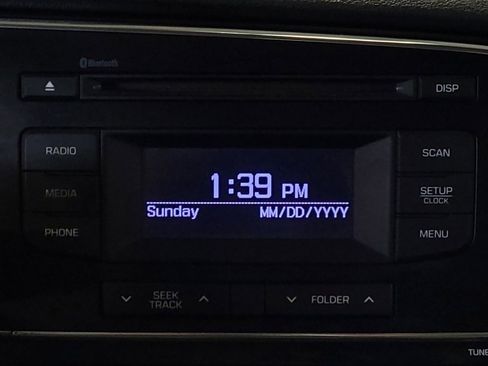 Bluetooth
DISP
RADIO
SCAN
1:39 PM
MEDIA
SETUP
CLOCK
Sunday MM/DD/YYYY
PHONE
MENU
SEEK
TRACK
FOLDER
TUNE